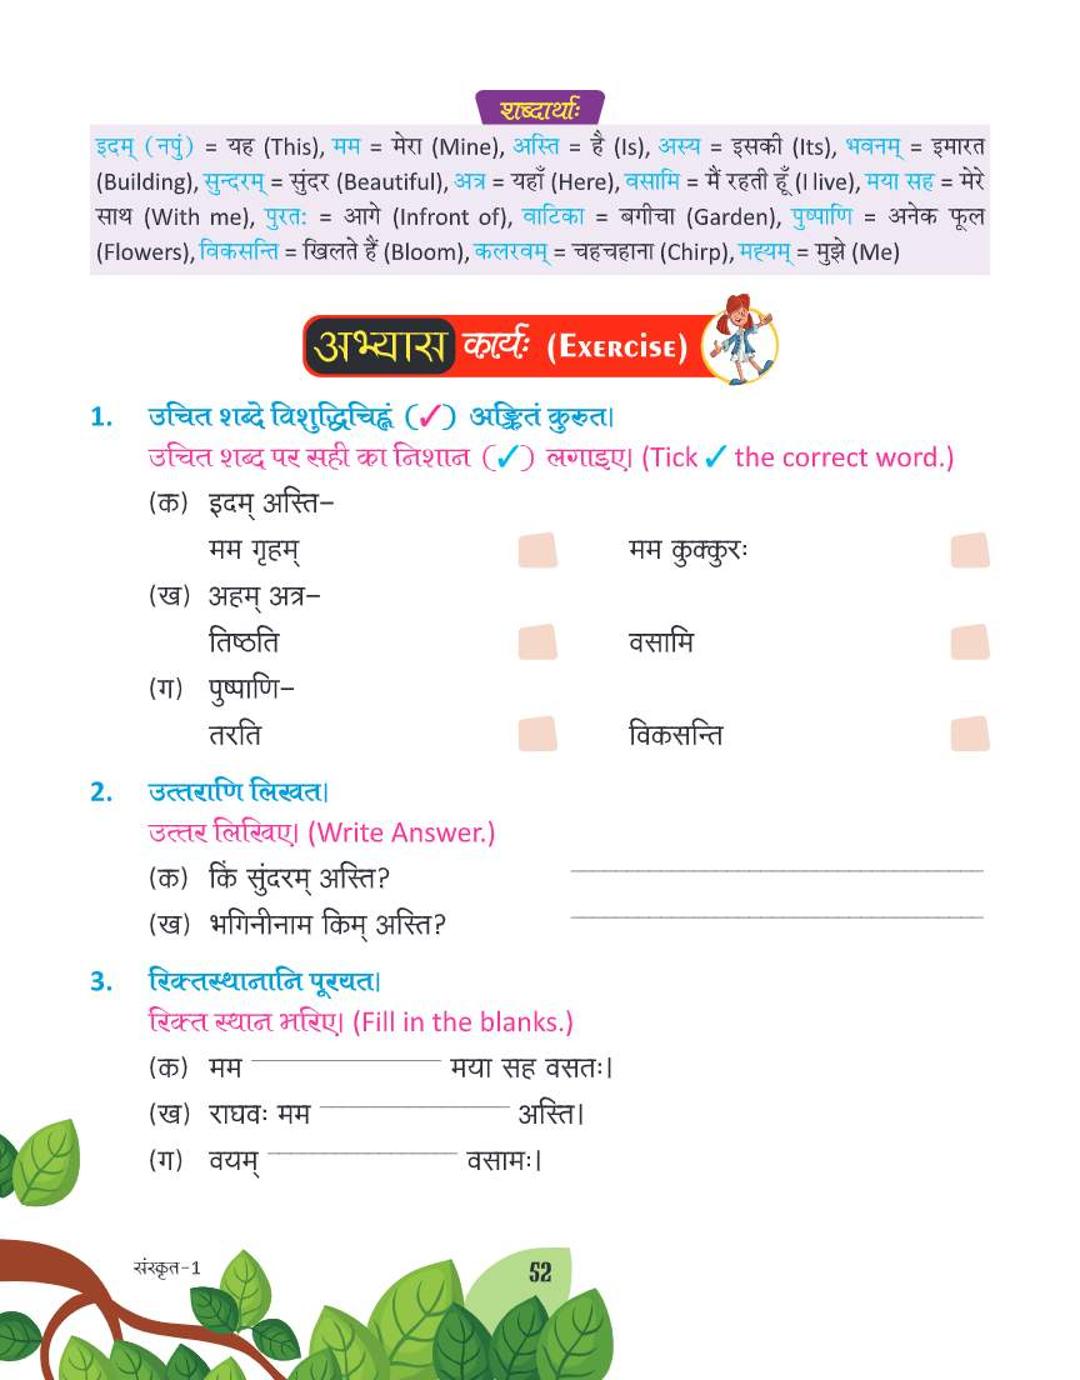 शब्दार्थाः
इदम् (नपुं) = यह (This), मम = मेरा (Mine), अस्ति = है (Is), अस्य = इसकी (Its), भवनम् = इमारत
(Building), सुन्दरम् = सुंदर (Beautiful), अत्र = यहाँ (Here), वसामि = मैं रहती हूँ (I live), मया सह = मेरे
साथ (With me), पुरतः = आगे (Infront of), वाटिका = बगीचा (Garden), पुष्पाणि = अनेक फूल
(Flowers), विकसन्ति = खिलते हैं (Bloom), कलरवम् = चहचहाना (Chirp), मह्यम् = मुझे (Me)
अभ्यास कार्यः (Exercise)
1. उचित शब्दे विशुद्धिचिह्नं (✓) अङ्कितं कुरुत।
उचित शब्द पर सही का निशान (✓) लगाइए। (Tick ✓ the correct word.)
(क) इदम् अस्ति–
मम गृहम् मम कुक्कुरः
(ख) अहम् अत्र–
तिष्ठति वसामि
(ग) पुष्पाणि–
तरति विकसन्ति
2. उत्तराणि लिखत।
उत्तर लिखिए। (Write Answer.)
(क) किं सुंदरम् अस्ति?
(ख) भगिनीनाम किम् अस्ति?
3. रिक्तस्थानानि पूरयत।
रिक्त स्थान भरिए। (Fill in the blanks.)
(क) मम ____________ मया सह वसतः।
(ख) राघवः मम ____________ अस्ति।
(ग) वयम् ____________ वसामः।
संस्कृत-1
52